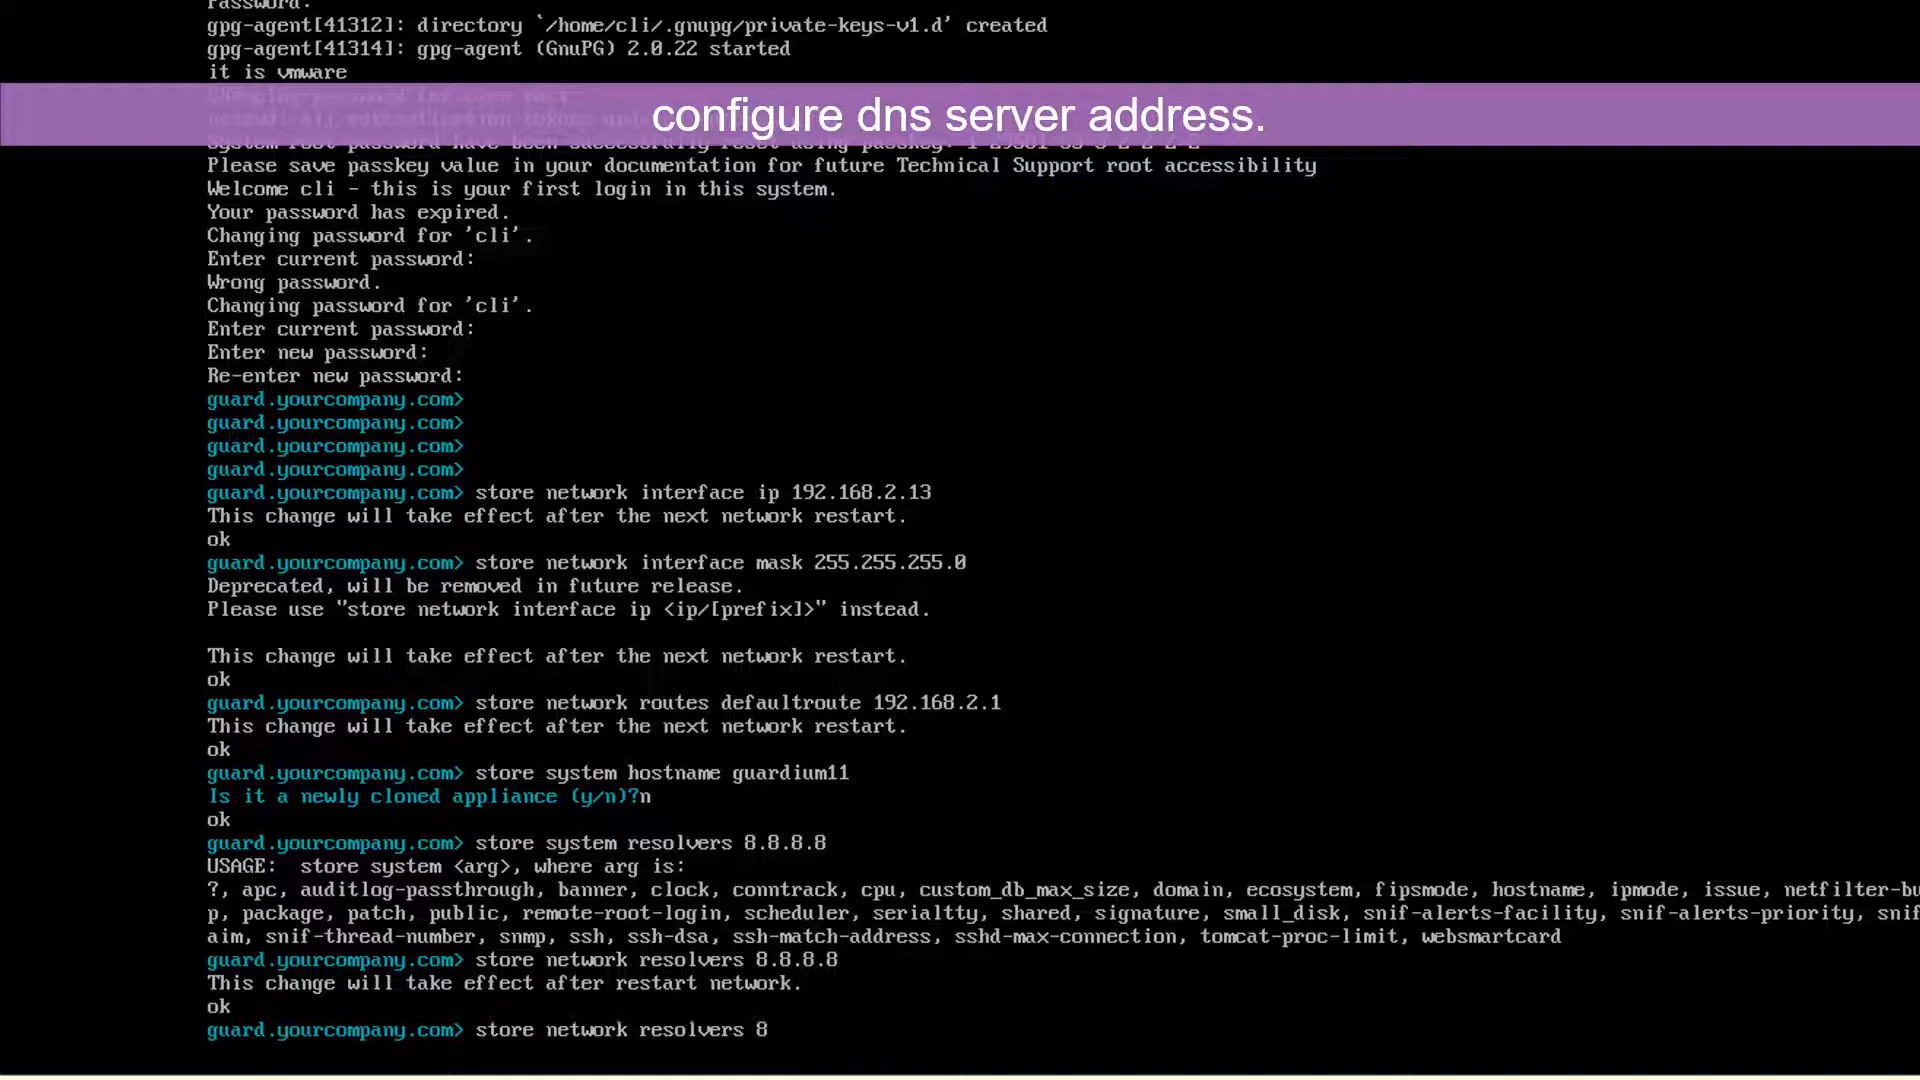 Password:
gpg-agent[41312]: directory `/home/cli/.gnupg/private-keys-v1.d' created
gpg-agent[41314]: gpg-agent (GnuPG) 2.0.22 started
it is vmware
configure dns server address.
Please save passkey value in your documentation for future Technical Support root accessibility
Welcome cli - this is your first login in this system.
Your password has expired.
Changing password for 'cli'.
Enter current password:
Wrong password.
Changing password for 'cli'.
Enter current password:
Enter new password:
Re-enter new password:
guard.yourcompany.com>
guard.yourcompany.com>
guard.yourcompany.com>
guard.yourcompany.com>
guard.yourcompany.com> store network interface ip 192.168.2.13
This change will take effect after the next network restart.
ok
guard.yourcompany.com> store network interface mask 255.255.255.0
Deprecated, will be removed in future release.
Please use "store network interface ip <ip/[prefix]>" instead.
This change will take effect after the next network restart.
ok
guard.yourcompany.com> store network routes defaultroute 192.168.2.1
This change will take effect after the next network restart.
ok
guard.yourcompany.com> store system hostname guardium11
Is it a newly cloned appliance (y/n)?n
ok
guard.yourcompany.com> store system resolvers 8.8.8.8
USAGE:  store system <arg>, where arg is:
?, apc, auditlog-passthrough, banner, clock, conntrack, cpu, custom_db_max_size, domain, ecosystem, fipsmode, hostname, ipmode, issue, netfilter-bu
p, package, patch, public, remote-root-login, scheduler, serialtty, shared, signature, small_disk, snif-alerts-facility, snif-alerts-priority, snif
aim, snif-thread-number, snmp, ssh, ssh-dsa, ssh-match-address, sshd-max-connection, tomcat-proc-limit, websmartcard
guard.yourcompany.com> store network resolvers 8.8.8.8
This change will take effect after restart network.
ok
guard.yourcompany.com> store network resolvers 8